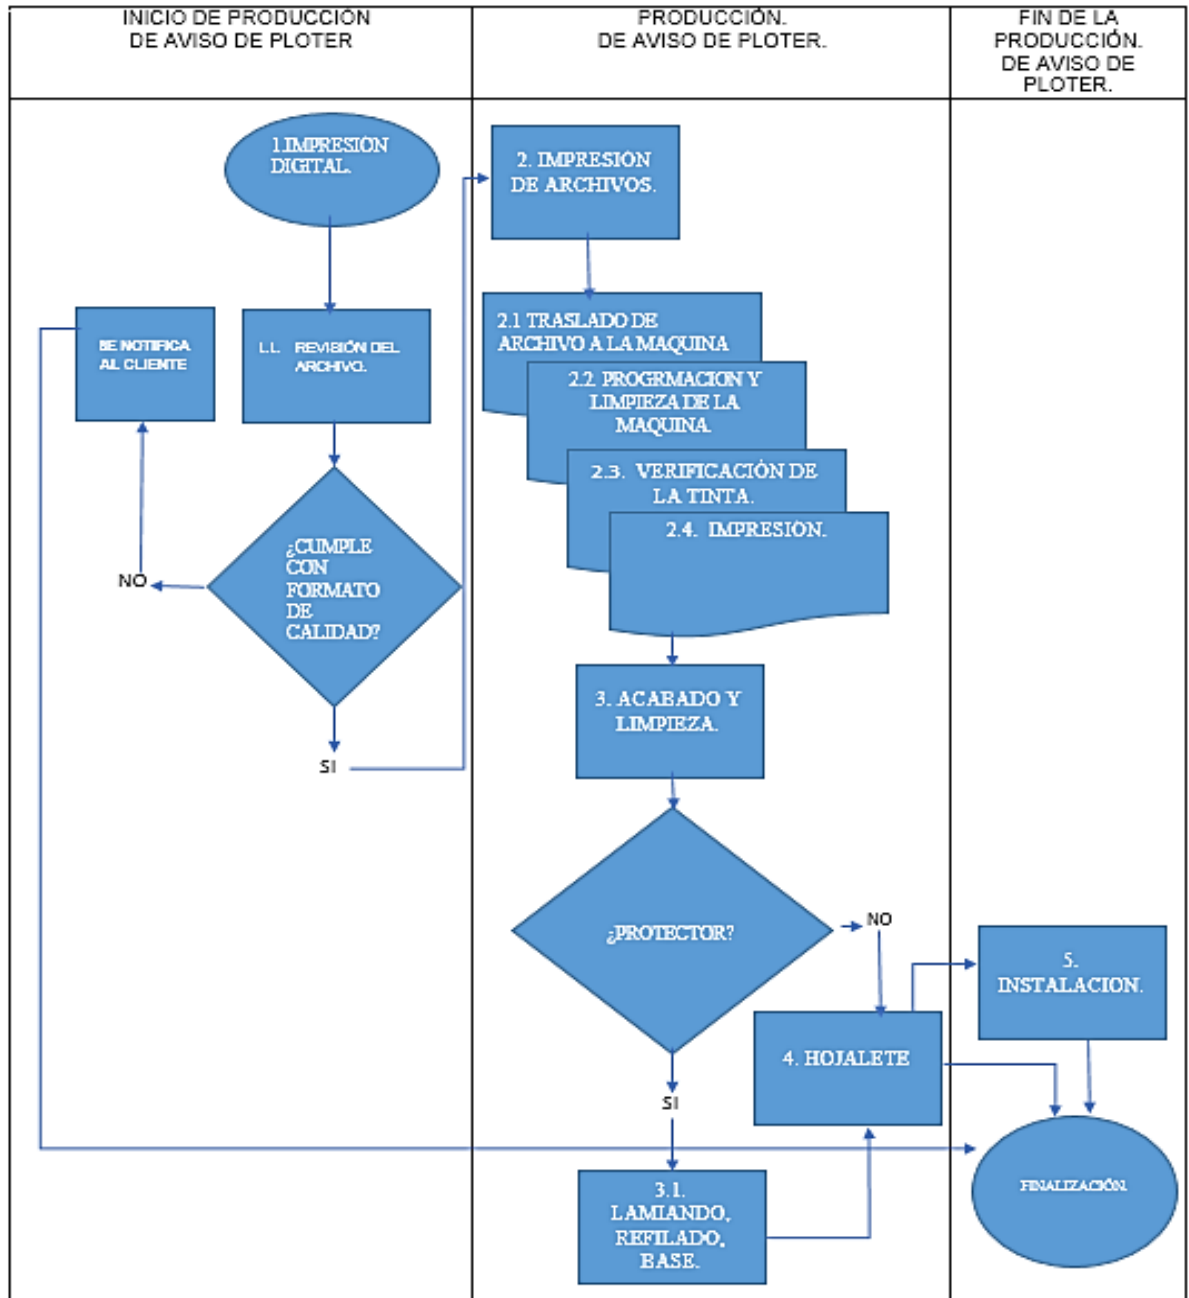 INICIO DE PRODUCCIÓN
DE AVISO DE PLOTER
PRODUCCIÓN.
DE AVISO DE PLOTER.
FIN DE LA
PRODUCCIÓN.
DE AVISO DE
PLOTER.
1.IMPRESIÓN
DIGITAL.
SE NOTIFICA
AL CLIENTE
1.1. REVISIÓN DEL
ARCHIVO.
¿CUMPLE
CON
FORMATO
DE
CALIDAD?
NO
SI
2. IMPRESIÓN
DE ARCHIVOS.
2.1 TRASLADO DE
ARCHIVO A LA MAQUINA
2.2. PROGRMACION Y
LIMPIEZA DE LA
MAQUINA.
2.3. VERIFICACIÓN DE
LA TINTA.
2.4. IMPRESIÓN.
3. ACABADO Y
LIMPIEZA.
¿PROTECTOR?
NO
SI
3.1.
LAMIANDO,
REFILADO,
BASE.
4. HOJALETE
5.
INSTALACION.
FINALIZACIÓN.